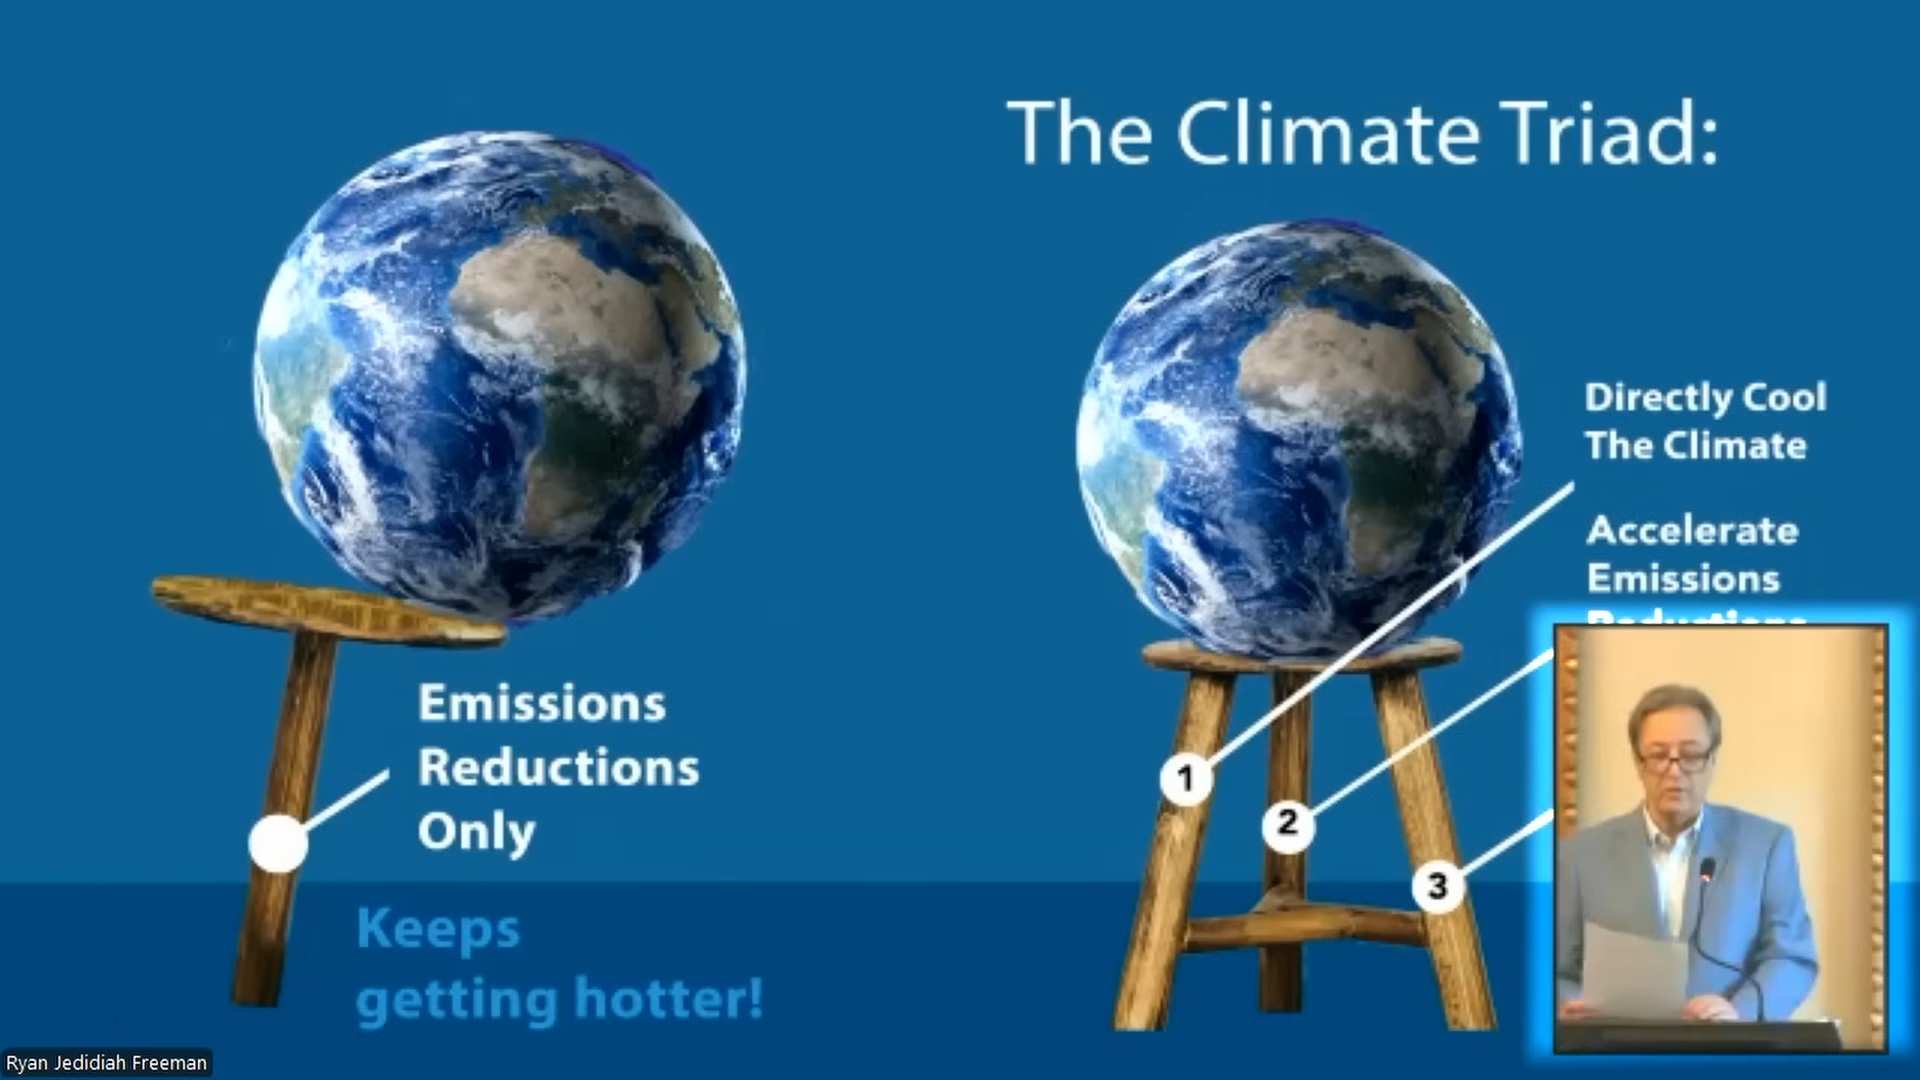 The Climate Triad:
Directly Cool
The Climate
Accelerate
Emissions
Reductions
1
2
3
Emissions
Reductions
Only
Keeps
getting hotter!
Ryan Jedidiah Freeman